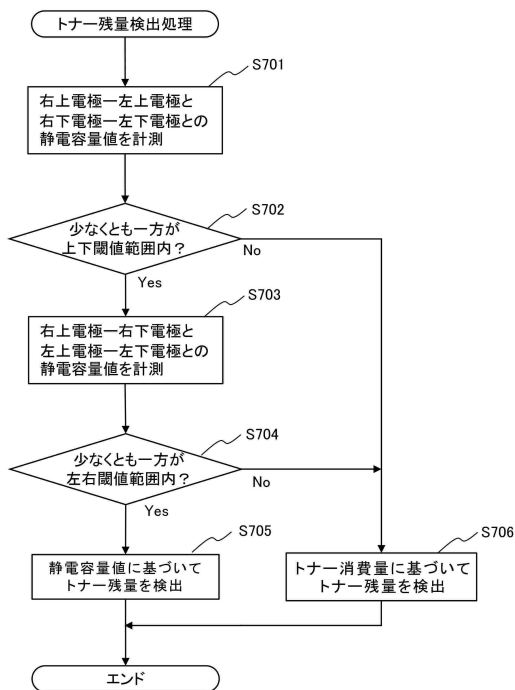 トナー残量検出処理
S701
右上電極ー左上電極と
右下電極ー左下電極との
静電容量値を計測
S702
少なくとも一方が
上下閾値範囲内?
No
Yes
S703
右上電極ー右下電極と
左上電極ー左下電極との
静電容量値を計測
S704
少なくとも一方が
左右閾値範囲内?
No
Yes
S705
静電容量値に基づいて
トナー残量を検出
S706
トナー消費量に基づいて
トナー残量を検出
エンド